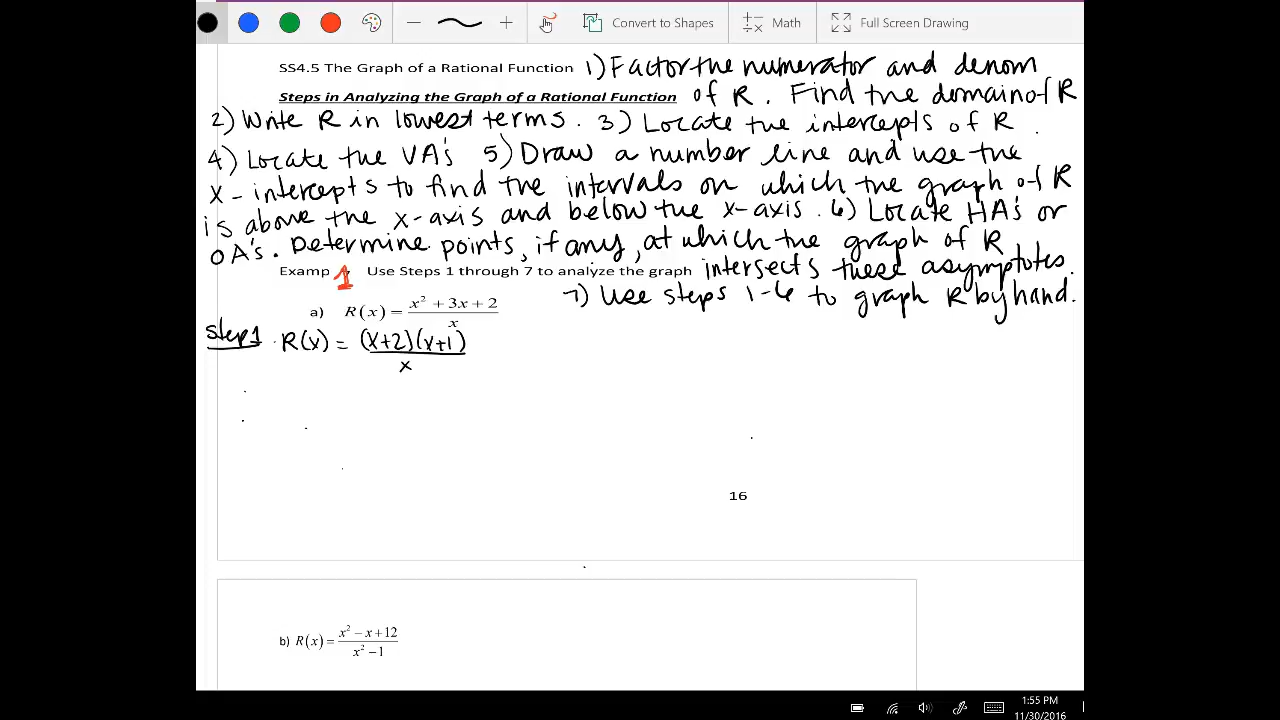 Convert to Shapes Math Full Screen Drawing
SS4.5 The Graph of a Rational Function 1) Factor the numerator and denom
Steps in Analyzing the Graph of a Rational Function of R. Find the domain of R
2) Write R in lowest terms. 3) Locate the intercepts of R.
4) Locate the VA's 5) Draw a number line and use the
x-intercepts to find the intervals on which the graph of R
is above the x-axis and below the x-axis. 6) Locate HA's or
OA's. Determine points, if any, at which the graph of R
Examp 1 Use Steps 1 through 7 to analyze the graph intersects these asymptotes.
7) Use steps 1-6 to graph R by hand.
a) R(x) = x² + 3x + 2 / x
Step 1 R(x) = (x+2)(x+1) / x
16
b) R(x) = x² − x + 12 / x² − 1
1:55 PM
11/30/2016